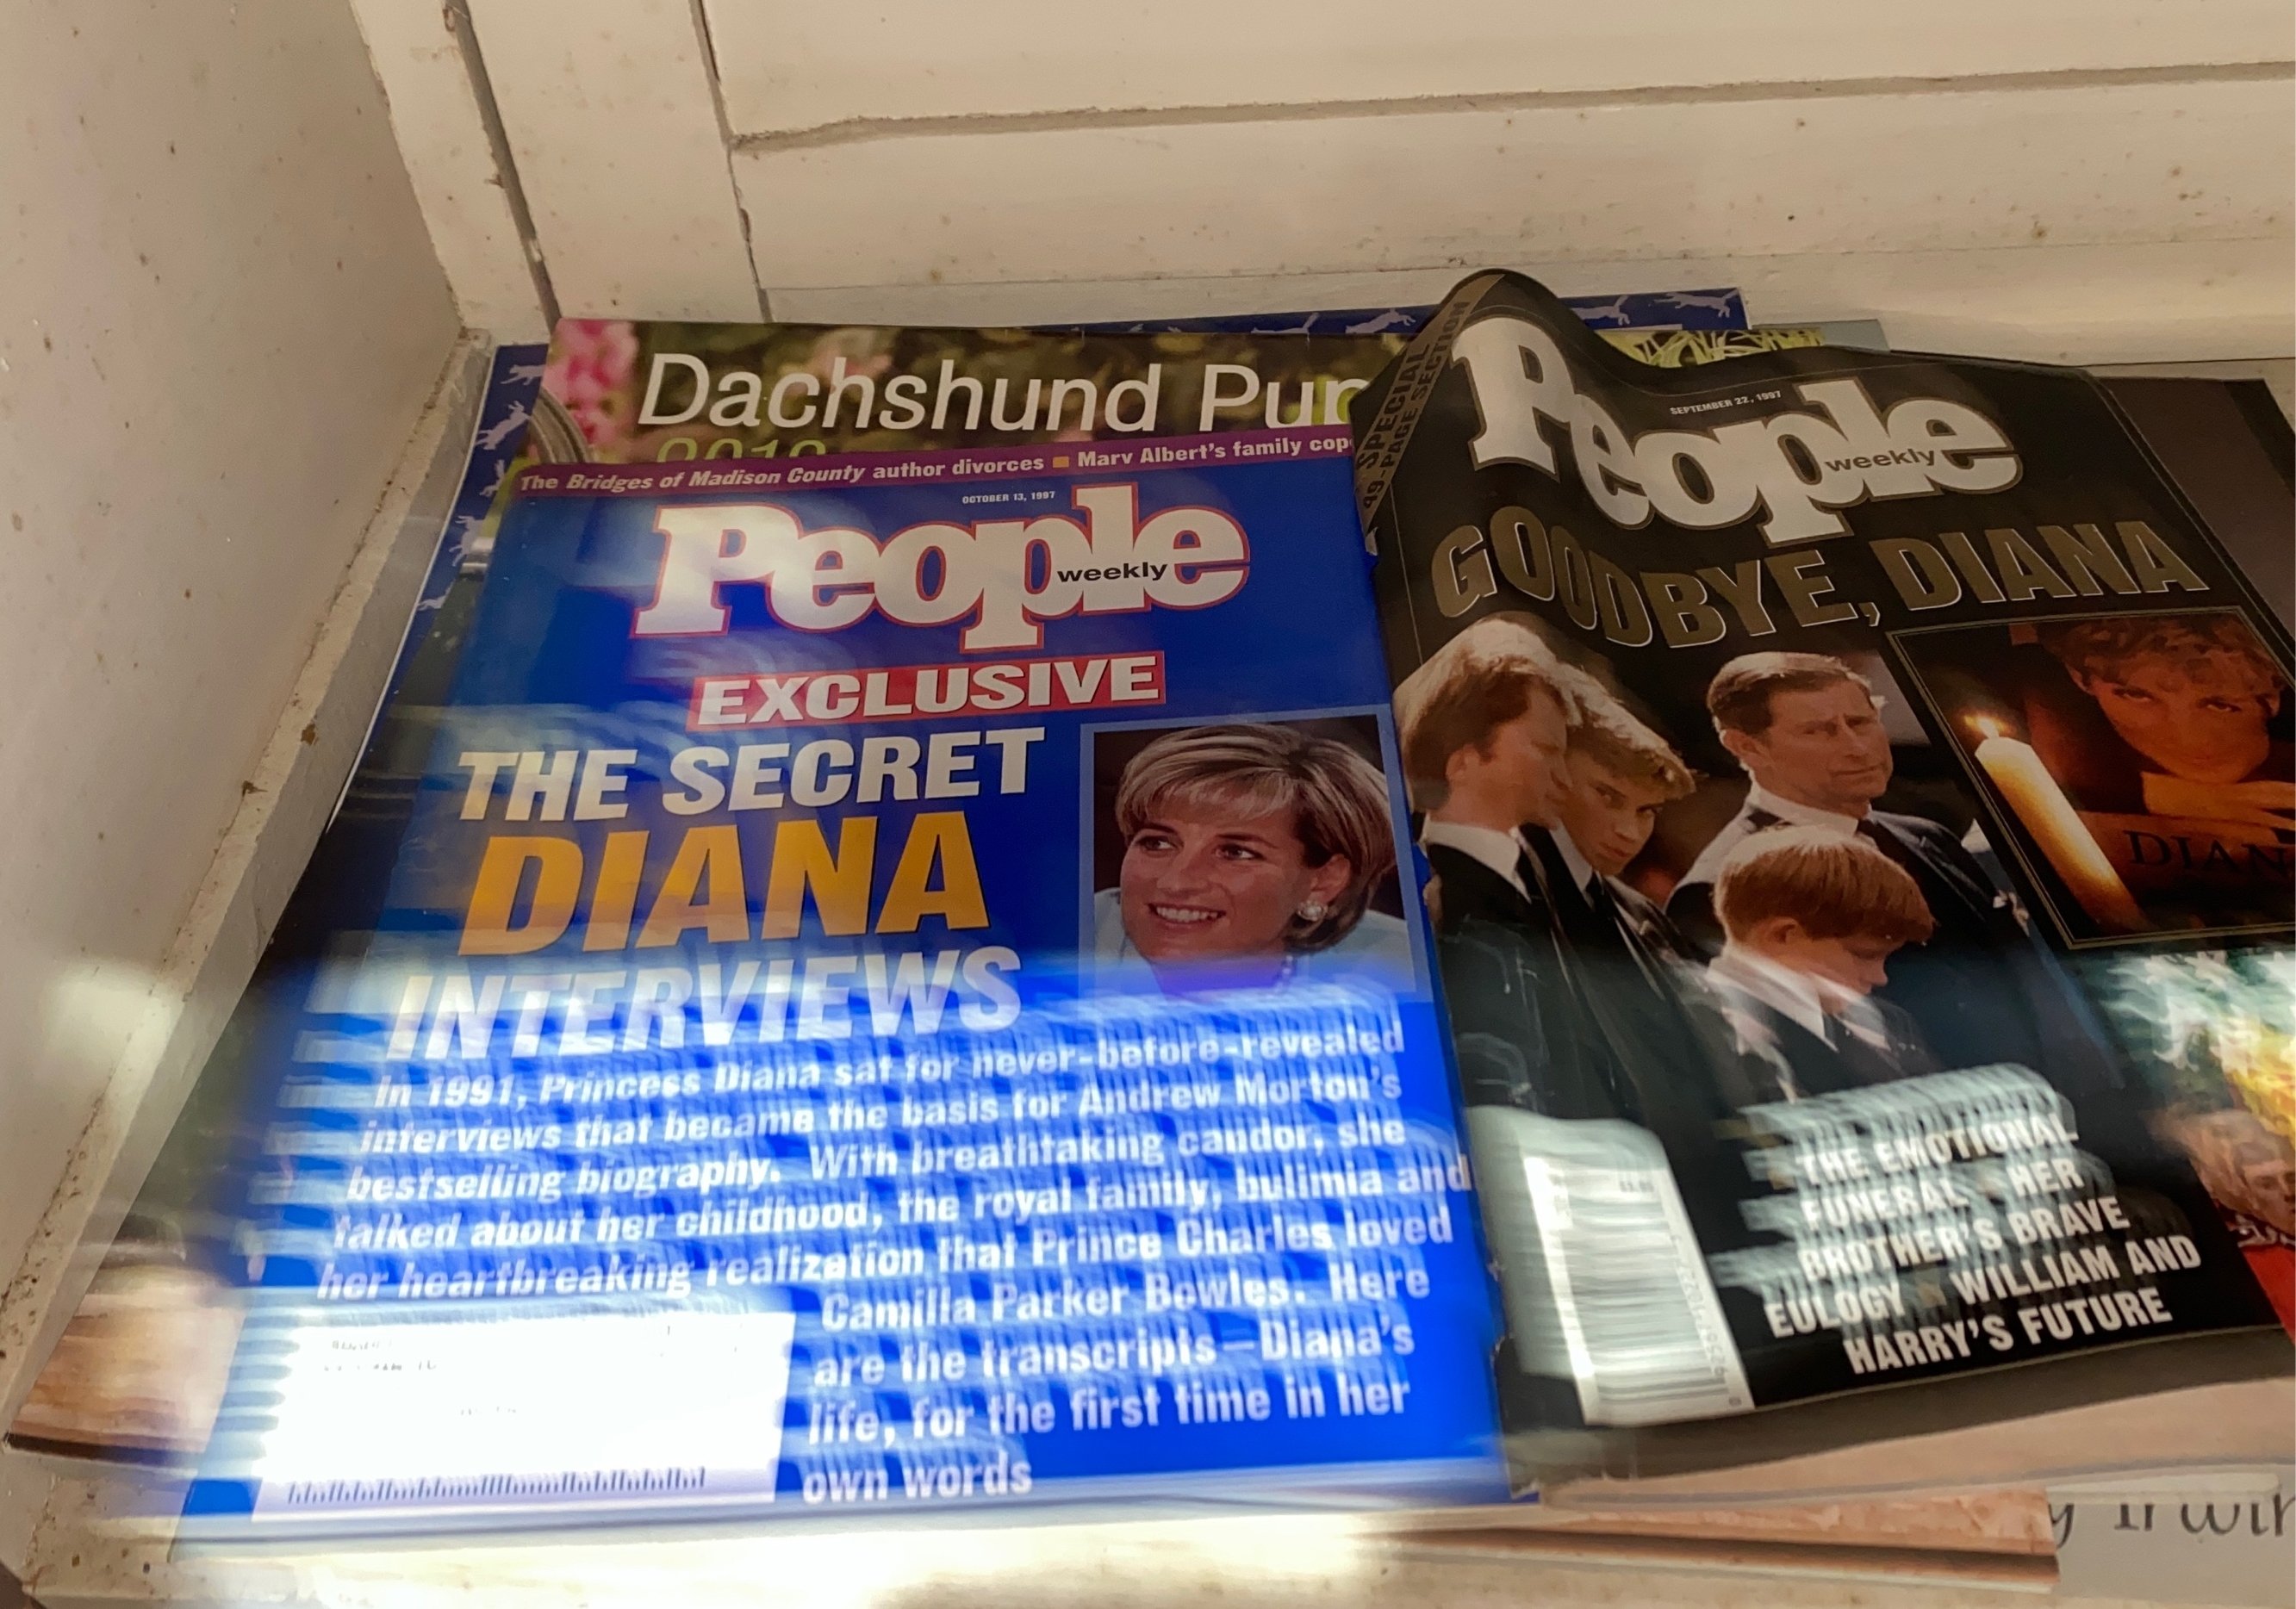 Dachshund Pup
The Bridges of Madison County author divorces ■ Marv Albert's family cop
OCTOBER 13, 1997
People
weekly
EXCLUSIVE
THE SECRET
DIANA
INTERVIEWS
In 1991, Princess Diana sat for never-before-revealed
interviews that became the basis for Andrew Morton's
bestselling biography. With breathtaking candor, she
talked about her childhood, the royal family, bulimia and
her heartbreaking realization that Prince Charles loved
Camilla Parker Bowles. Here
are the transcripts—Diana's
life, for the first time in her
own words
SPECIAL
49-PAGE SECTION
SEPTEMBER 22, 1997
People
weekly
GOODBYE, DIANA
DIAN
THE EMOTIONAL
FUNERAL ■ HER
BROTHER'S BRAVE
EULOGY ■ WILLIAM AND
HARRY'S FUTURE